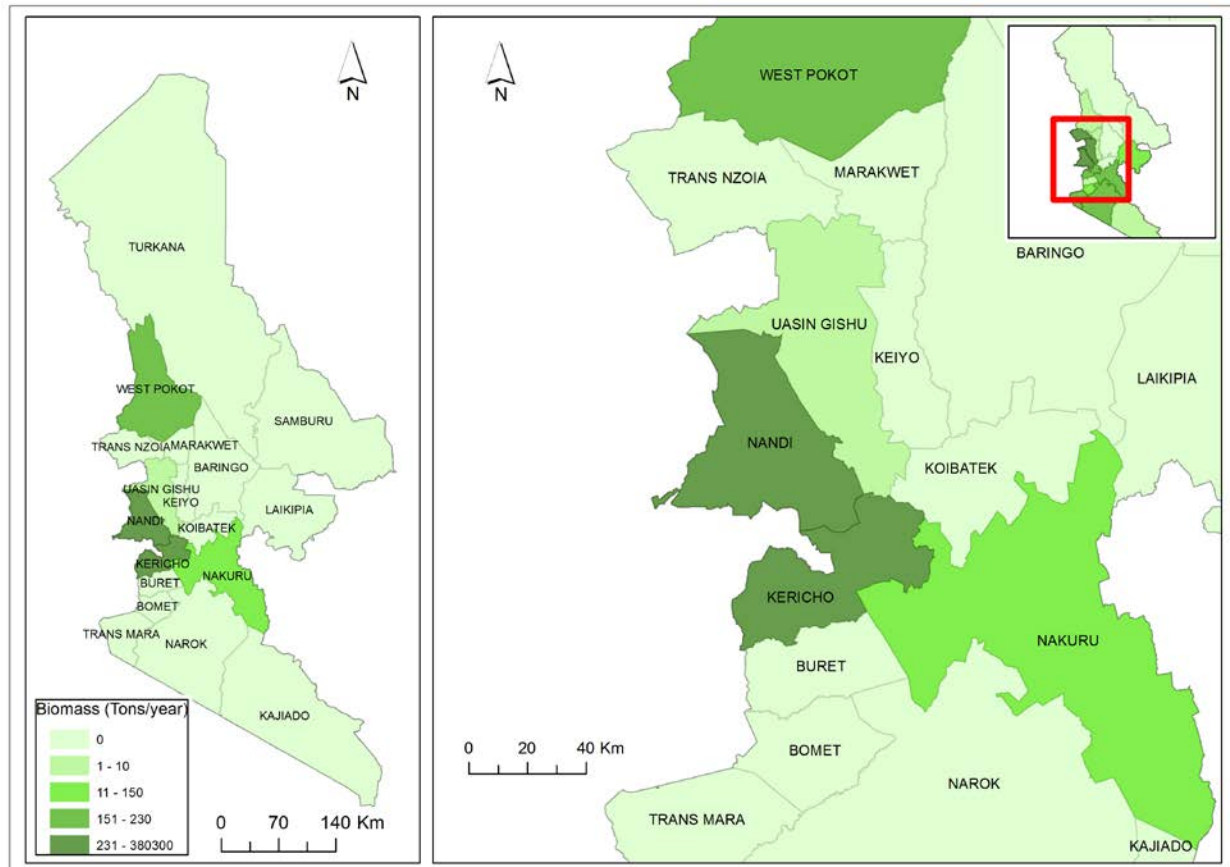 N
TURKANA
WEST POKOT
SAMBURU
TRANS NZOIA
MARAKWET
BARINGO
UASIN GISHU
KEIYO
LAIKIPIA
NANDI
KOIBATEK
KERICHO
NAKURU
BURET
BOMET
TRANS MARA
NAROK
KAJIADO
Biomass (Tons/year)
0
1 - 10
11 - 150
151 - 230
231 - 380300
0 70 140 Km
N
WEST POKOT
TRANS NZOIA
MARAKWET
BARINGO
UASIN GISHU
KEIYO
LAIKIPIA
NANDI
KOIBATEK
KERICHO
NAKURU
BURET
0 20 40 Km
BOMET
NAROK
TRANS MARA
KAJIADO